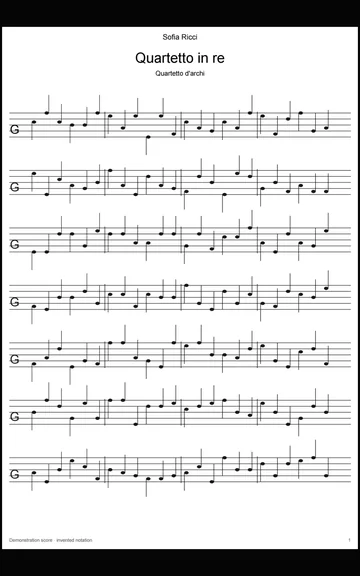 Sofia Ricci
Quartetto in re
Quartetto d'archi
G
G
G
G
G
G
G
Demonstration score · invented notation 1